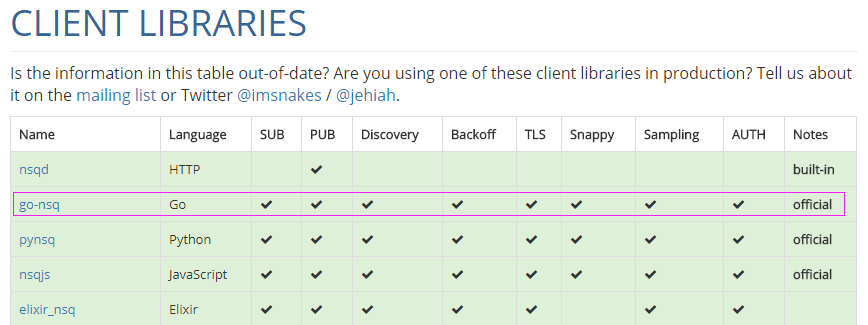 CLIENT LIBRARIES
Is the information in this table out-of-date? Are you using one of these client libraries in production? Tell us about
it on the mailing list or Twitter @imsnakes / @jehiah.
Name Language SUB PUB Discovery Backoff TLS Snappy Sampling AUTH Notes
nsqd HTTP ✔ built-in
go-nsq Go ✔ ✔ ✔ ✔ ✔ ✔ ✔ ✔ official
pynsq Python ✔ ✔ ✔ ✔ ✔ ✔ ✔ ✔ official
nsqjs JavaScript ✔ ✔ ✔ ✔ ✔ ✔ ✔ ✔ official
elixir_nsq Elixir ✔ ✔ ✔ ✔ ✔ ✔ ✔